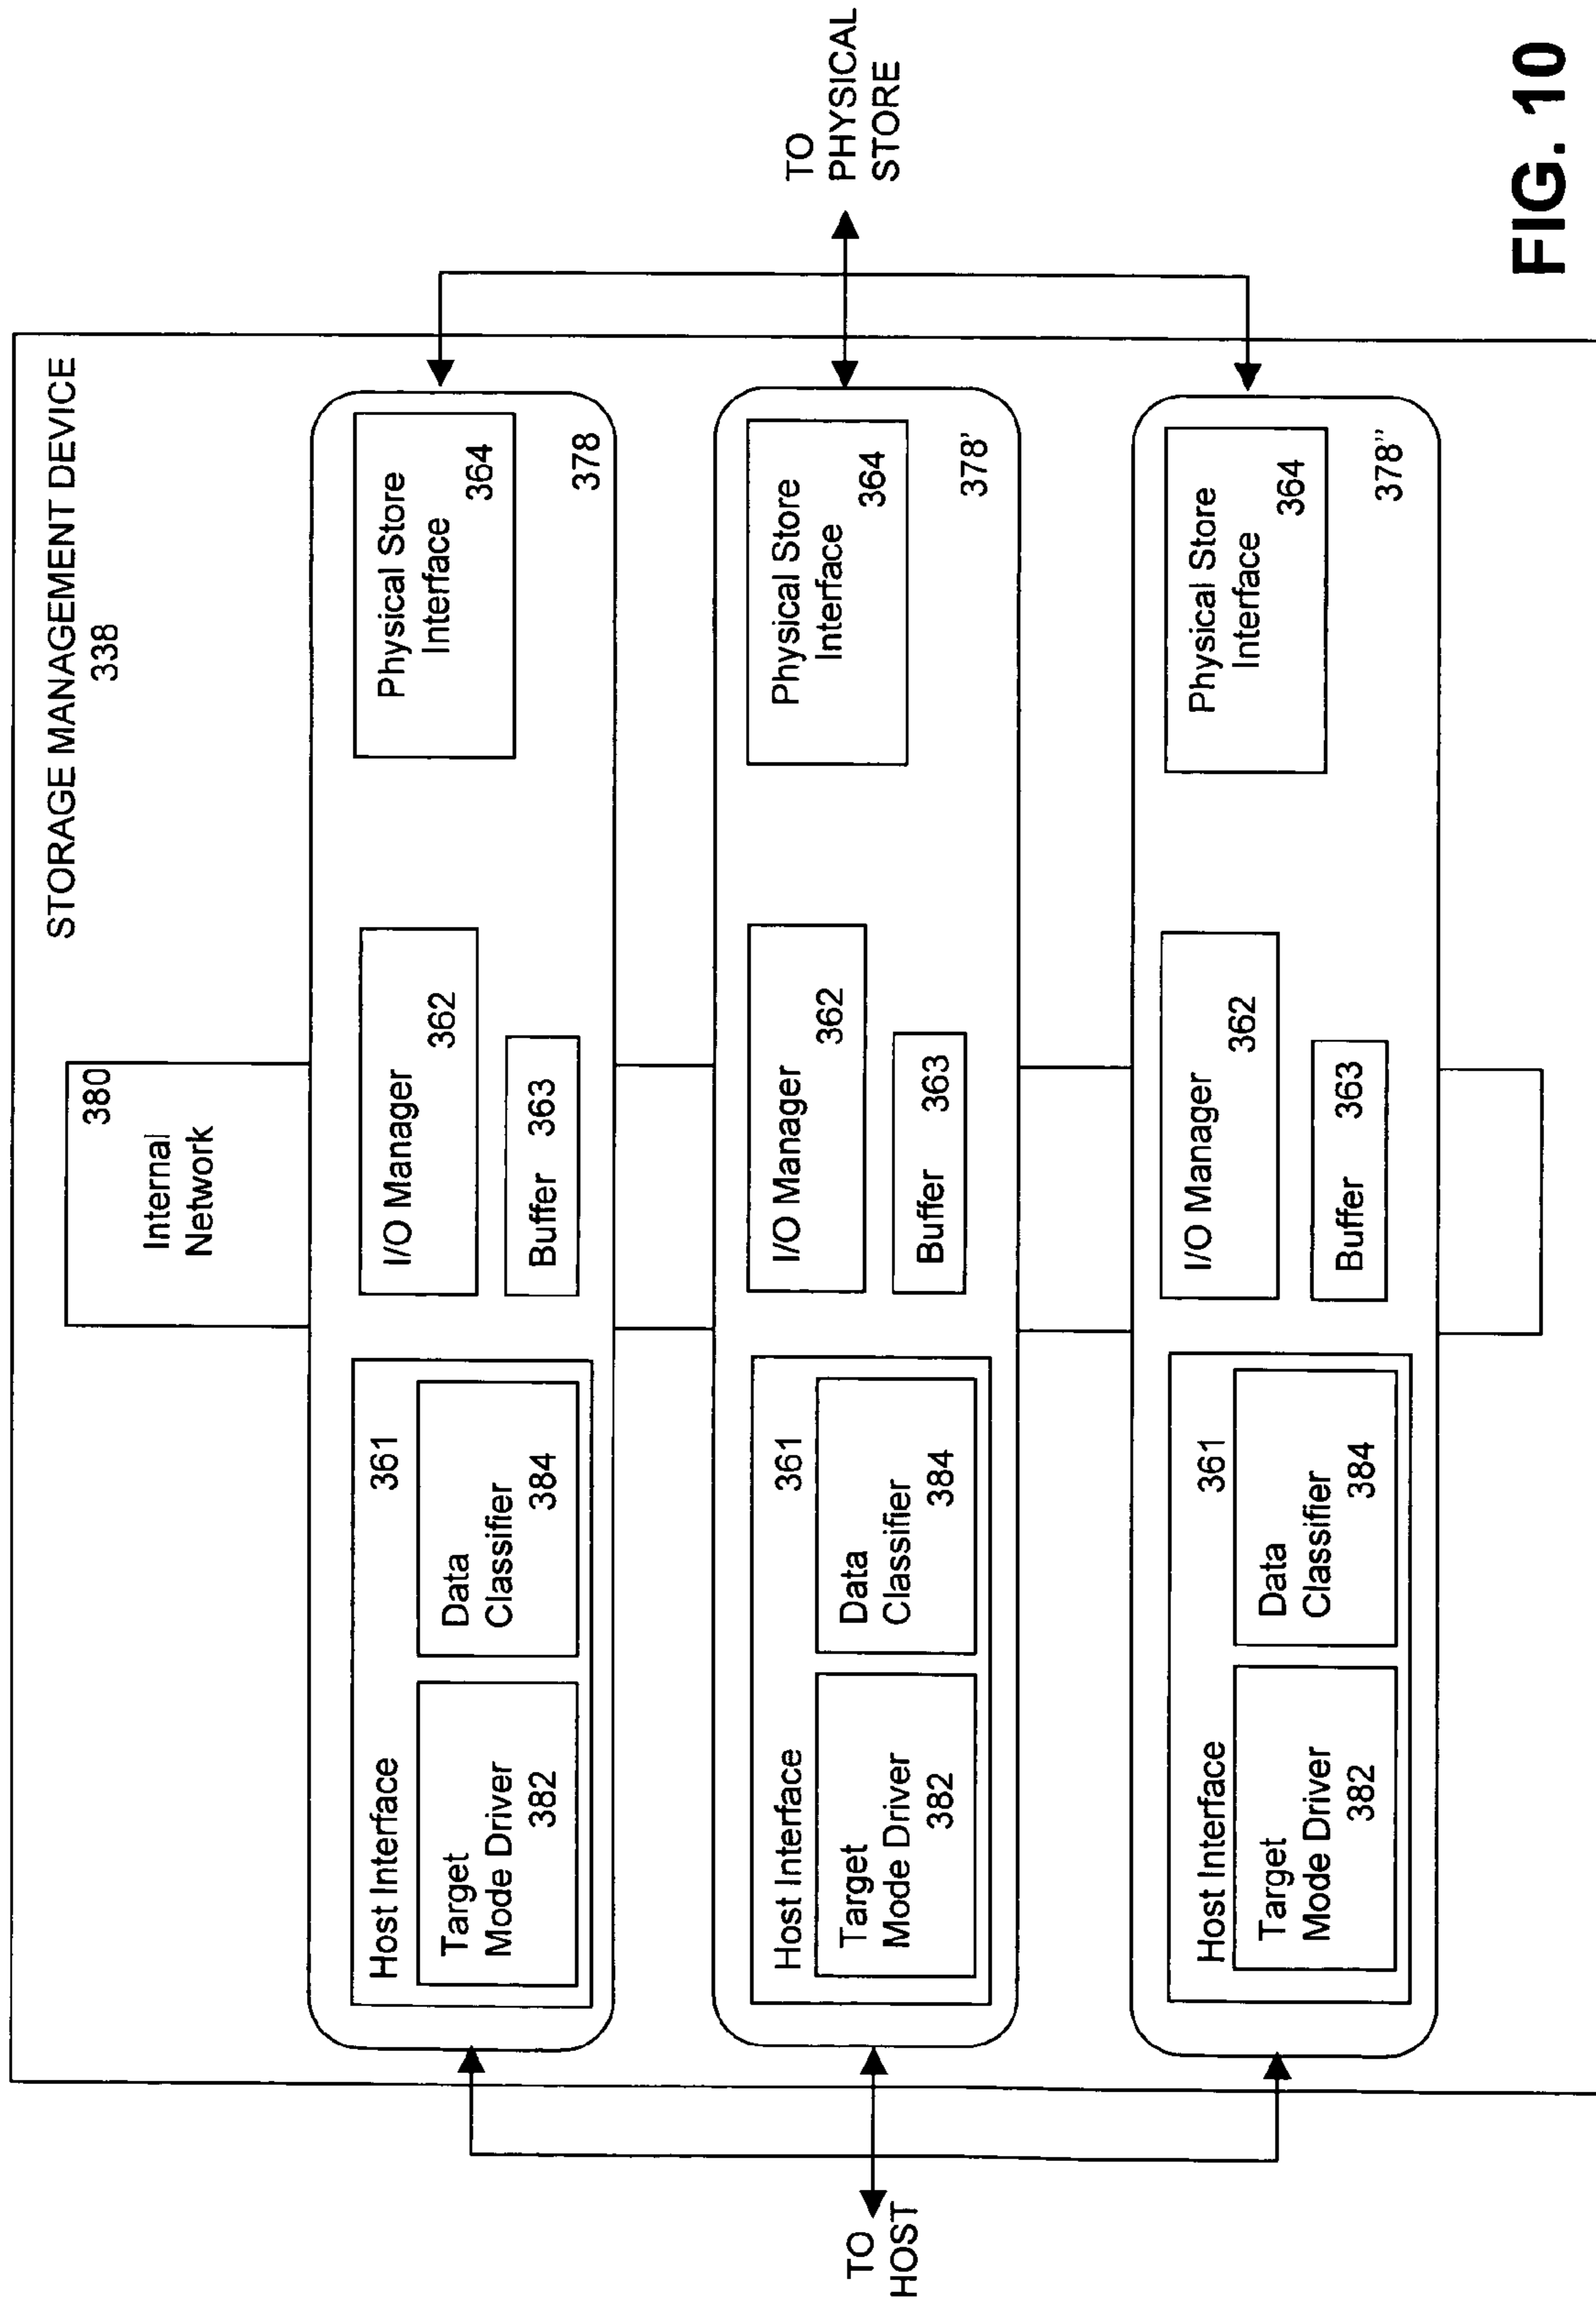 STORAGE MANAGEMENT DEVICE
338
380
Internal
Network
Host Interface
361
Target
Mode Driver
382
Data
Classifier
384
I/O Manager
362
Buffer 363
Physical Store
Interface
364
378
Host Interface
361
Target
Mode Driver
382
Data
Classifier
384
I/O Manager
362
Buffer 363
Physical Store
Interface
364
378'
Host Interface
361
Target
Mode Driver
382
Data
Classifier
384
I/O Manager
362
Buffer 363
Physical Store
Interface
364
378"
TO
HOST
TO
PHYSICAL
STORE
FIG. 10